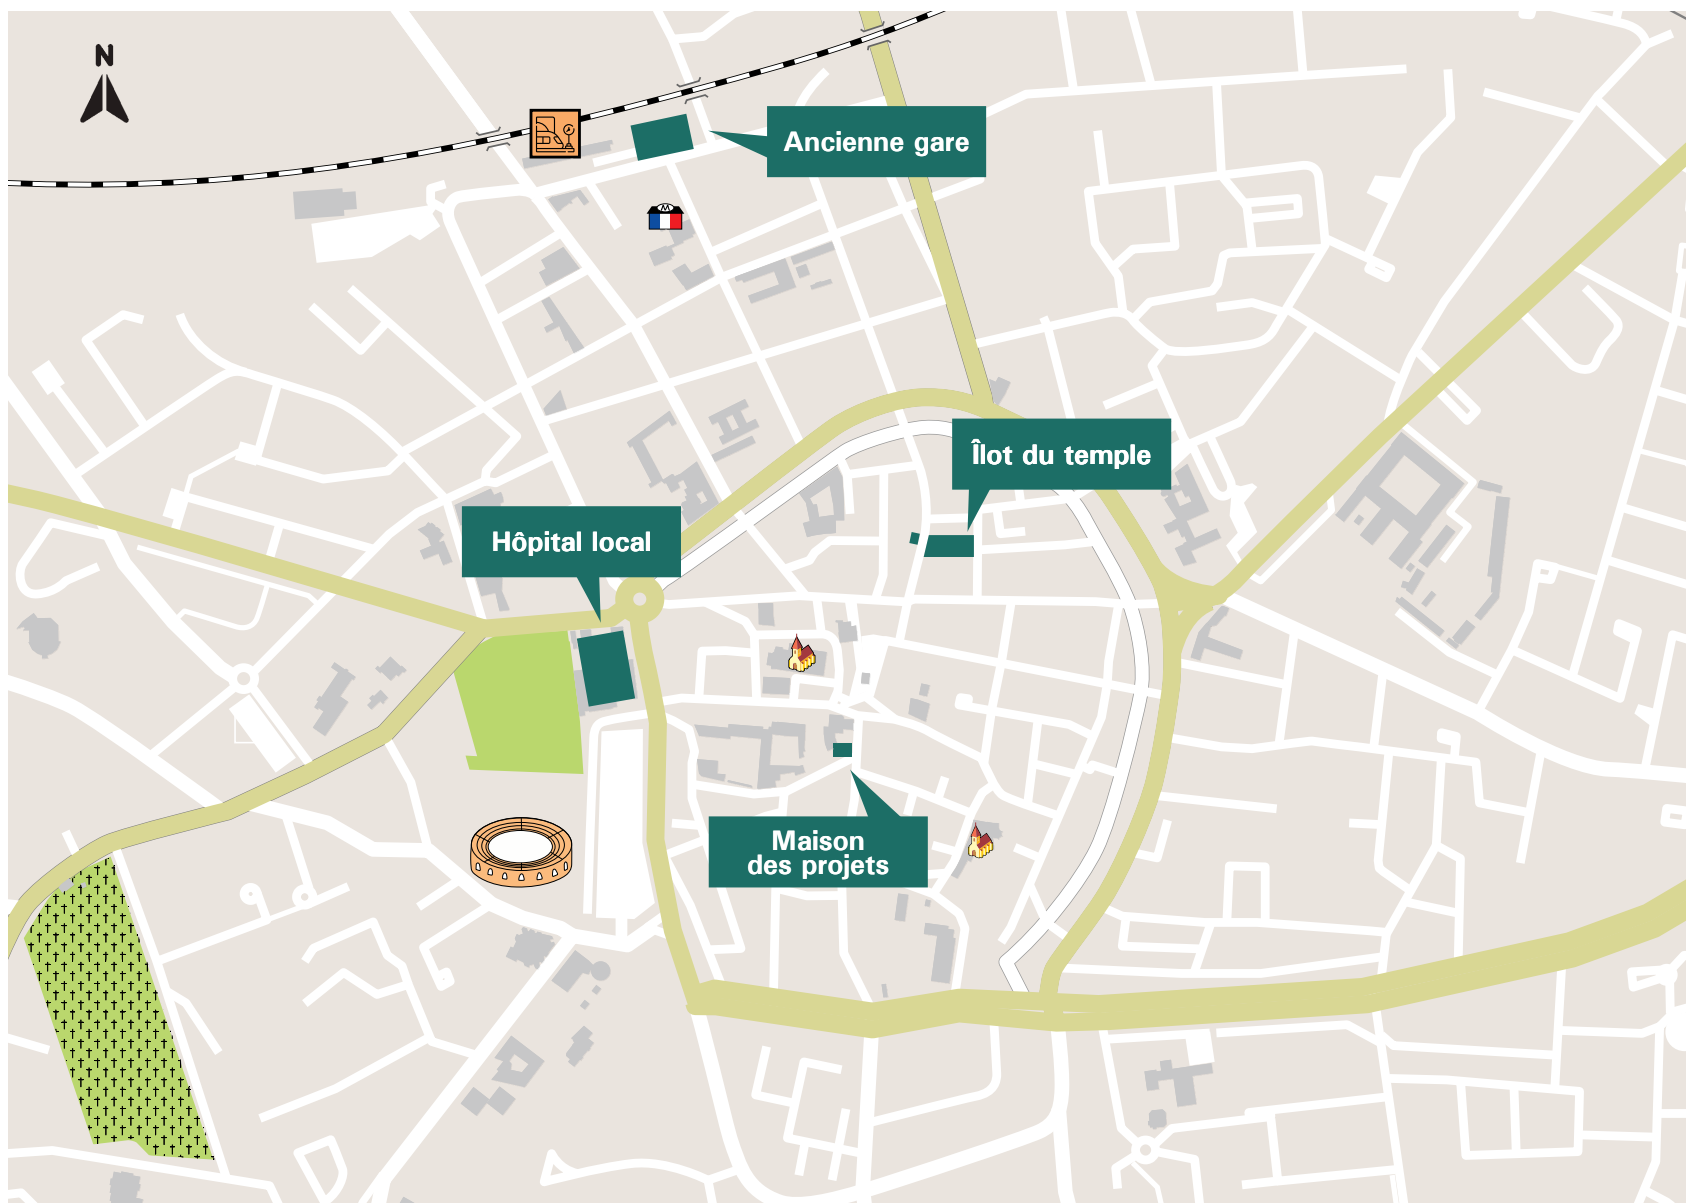 N
Ancienne gare
M
Îlot du temple
Hôpital local
Maison
des projets